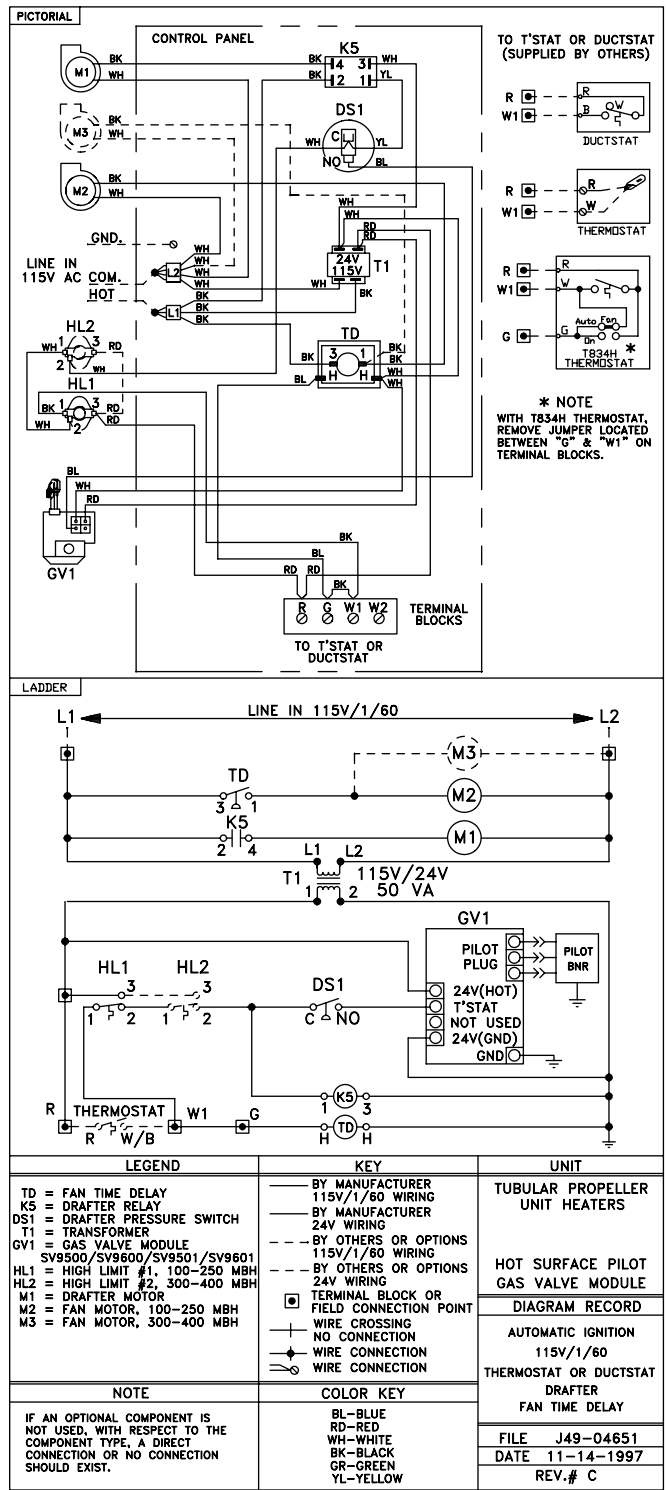 PICTORIAL
CONTROL PANEL
TO T'STAT OR DUCTSTAT
(SUPPLIED BY OTHERS)
K5
BK 4 3 WH
BK 2 1 YL
M1
BK
WH
DS1
C
WH YL
NO BL
M3
BK
WH
M2
BK
WH
R
W1
R
B W
DUCTSTAT
R
W1
R
W
THERMOSTAT
R
W1
G
R
W
G
Auto Fan
On
T834H *
THERMOSTAT
GND.
LINE IN
115V AC COM.
HOT
L2
WH
WH
WH
WH
L1
BK
BK
BK
WH
WH
RD
RD
24V
115V
T1
WH
BK
TD
BK 3 1 BK
BK
BL H H WH
WH
HL2
WH 1 3 RD
2 WH
HL1
BK 1 3 RD
RD
WH 2
* NOTE
WITH T834H THERMOSTAT,
REMOVE JUMPER LOCATED
BETWEEN "G" & "W1" ON
TERMINAL BLOCKS.
BL
WH
RD
GV1
BK
BL
RD RD
BK
R G W1 W2
TERMINAL
BLOCKS
TO T'STAT OR
DUCTSTAT
LADDER
L1 LINE IN 115V/1/60 L2
M3
TD
3 1
M2
K5
2 4
M1
L1 L2
T1
115V/24V
50 VA
1 2
GV1
PILOT
PLUG
PILOT
BNR
HL1 HL2
3 3
1 2 1 2
DS1
C NO
24V(HOT)
T'STAT
NOT USED
24V(GND)
GND
1 K5 3
R THERMOSTAT W1 G
R W/B
H TD H
LEGEND
TD = FAN TIME DELAY
K5 = DRAFTER RELAY
DS1 = DRAFTER PRESSURE SWITCH
T1 = TRANSFORMER
GV1 = GAS VALVE MODULE
SV9500/SV9600/SV9501/SV9601
HL1 = HIGH LIMIT #1, 100-250 MBH
HL2 = HIGH LIMIT #2, 300-400 MBH
M1 = DRAFTER MOTOR
M2 = FAN MOTOR, 100-250 MBH
M3 = FAN MOTOR, 300-400 MBH
KEY
BY MANUFACTURER
115V/1/60 WIRING
BY MANUFACTURER
24V WIRING
BY OTHERS OR OPTIONS
115V/1/60 WIRING
BY OTHERS OR OPTIONS
24V WIRING
TERMINAL BLOCK OR
FIELD CONNECTION POINT
WIRE CROSSING
NO CONNECTION
WIRE CONNECTION
WIRE CONNECTION
UNIT
TUBULAR PROPELLER
UNIT HEATERS
HOT SURFACE PILOT
GAS VALVE MODULE
DIAGRAM RECORD
AUTOMATIC IGNITION
115V/1/60
THERMOSTAT OR DUCTSTAT
DRAFTER
FAN TIME DELAY
NOTE
IF AN OPTIONAL COMPONENT IS
NOT USED, WITH RESPECT TO THE
COMPONENT TYPE, A DIRECT
CONNECTION OR NO CONNECTION
SHOULD EXIST.
COLOR KEY
BL-BLUE
RD-RED
WH-WHITE
BK-BLACK
GR-GREEN
YL-YELLOW
FILE J49-04651
DATE 11-14-1997
REV.# C